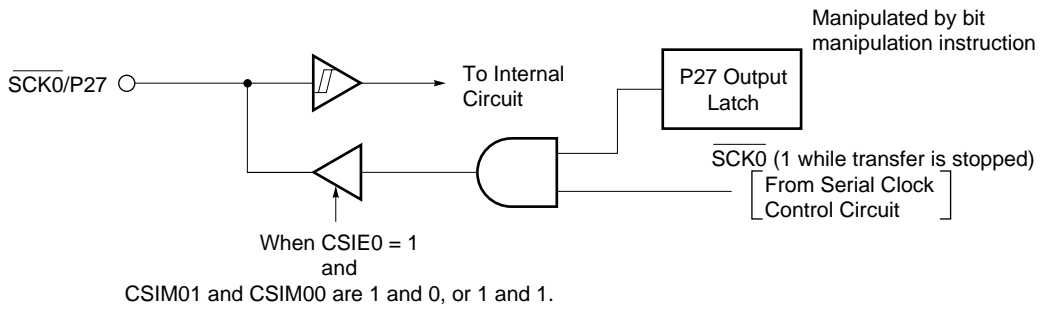 Manipulated by bit
manipulation instruction
SCK0/P27
To Internal
Circuit
P27 Output
Latch
SCK0 (1 while transfer is stopped)
From Serial Clock
Control Circuit
When CSIE0 = 1
and
CSIM01 and CSIM00 are 1 and 0, or 1 and 1.